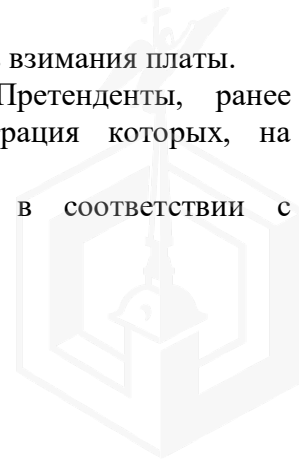 взимания платы.
Претенденты, ранее
рация которых, на
в соответствии с